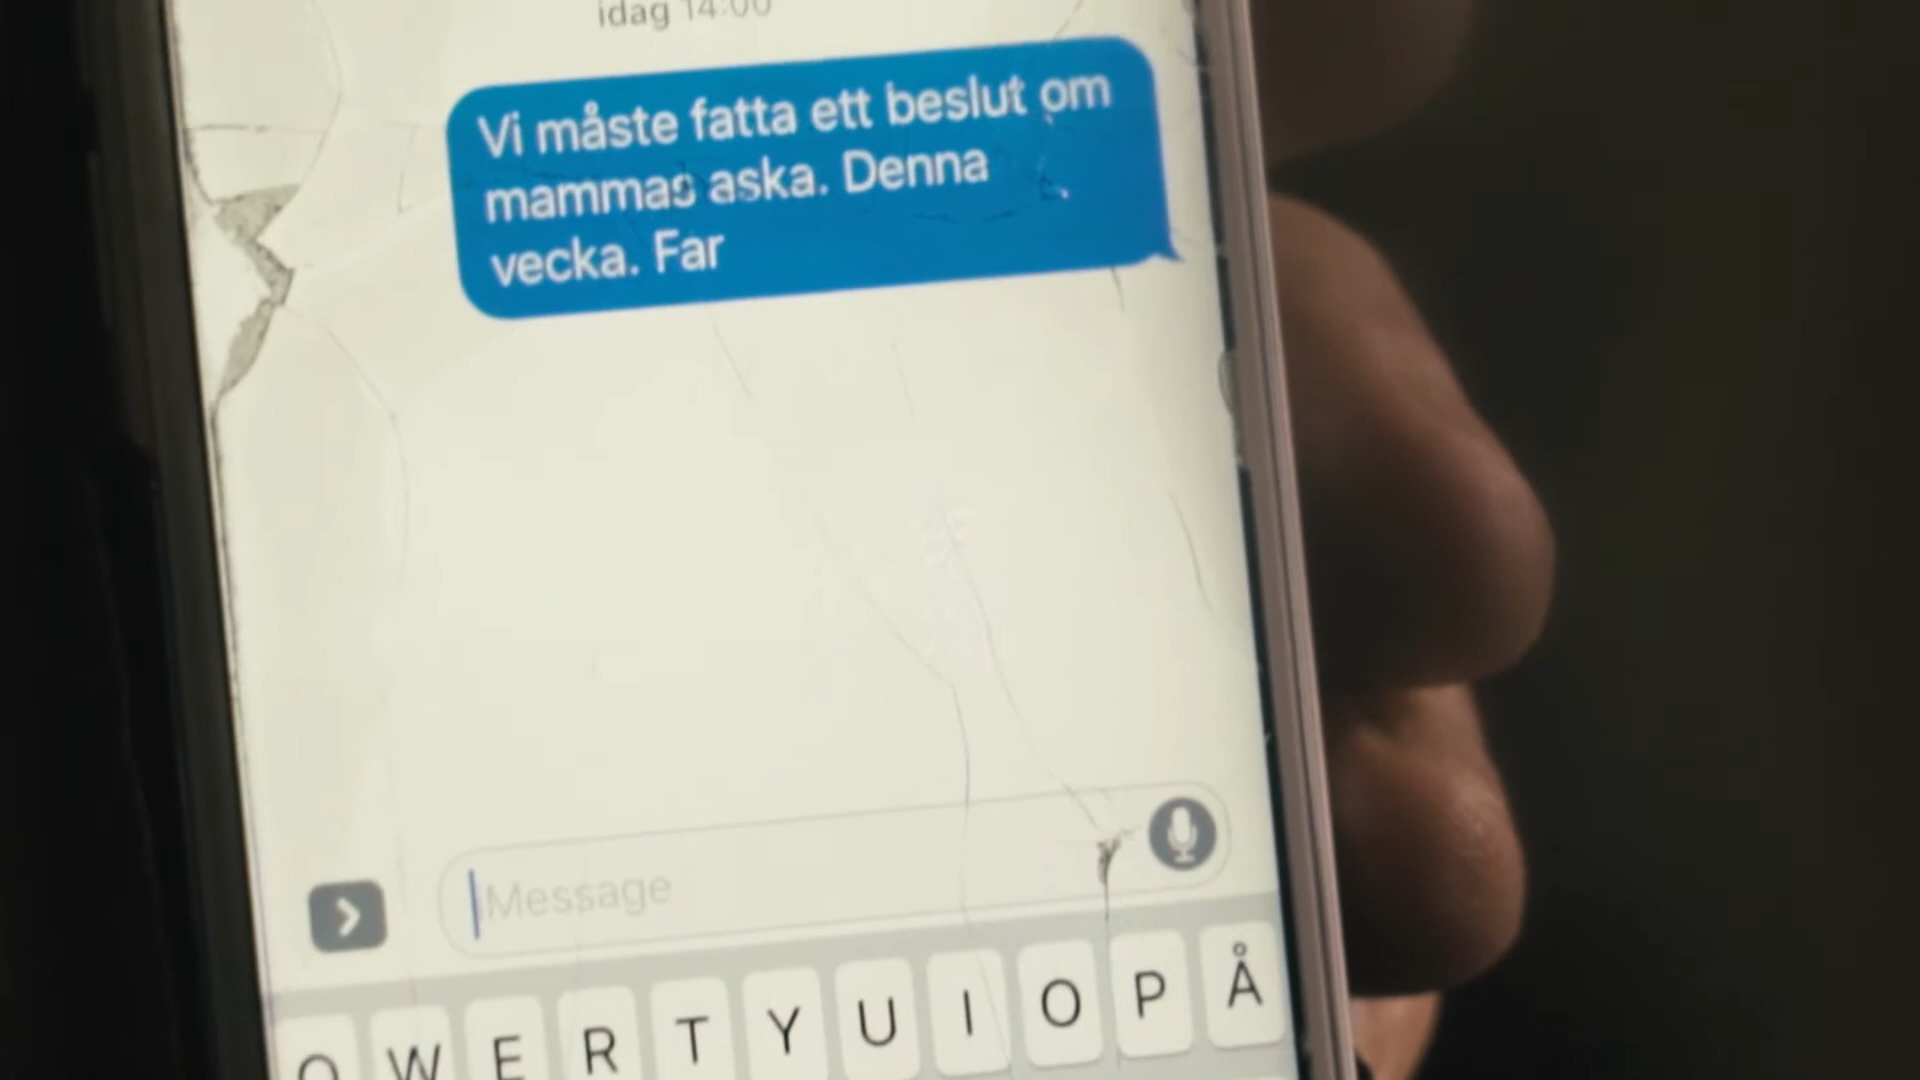 idag 14:00
Vi måste fatta ett beslut om
mammas aska. Denna
vecka. Far
Message
Q W E R T Y U I O P Å